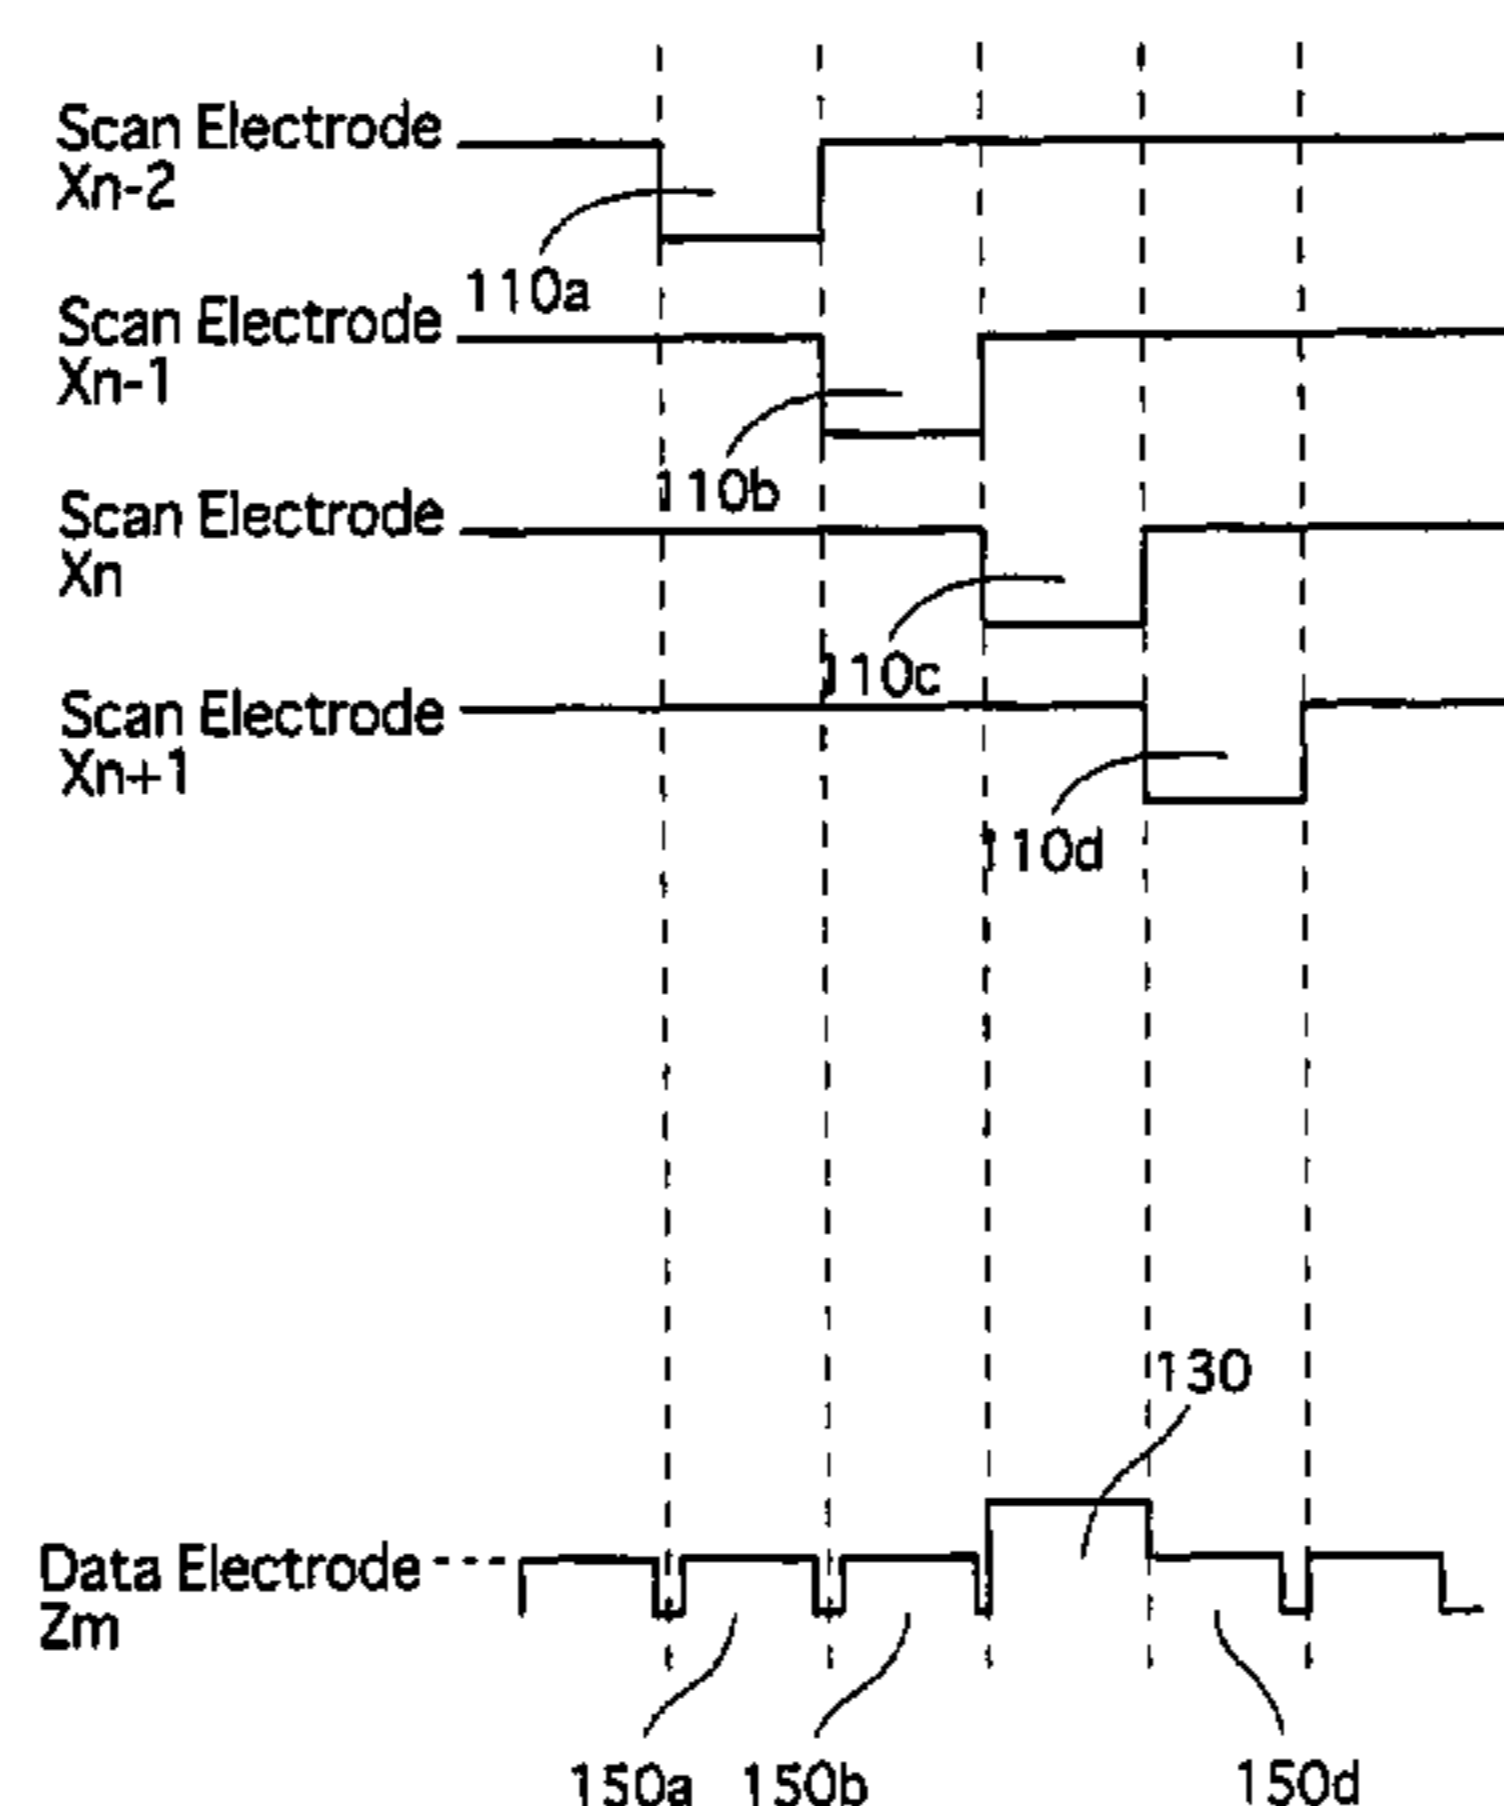 Scan Electrode
Xn-2
110a
Scan Electrode
Xn-1
110b
Scan Electrode
Xn
110c
Scan Electrode
Xn+1
110d
130
Data Electrode
Zm
150a 150b 150d